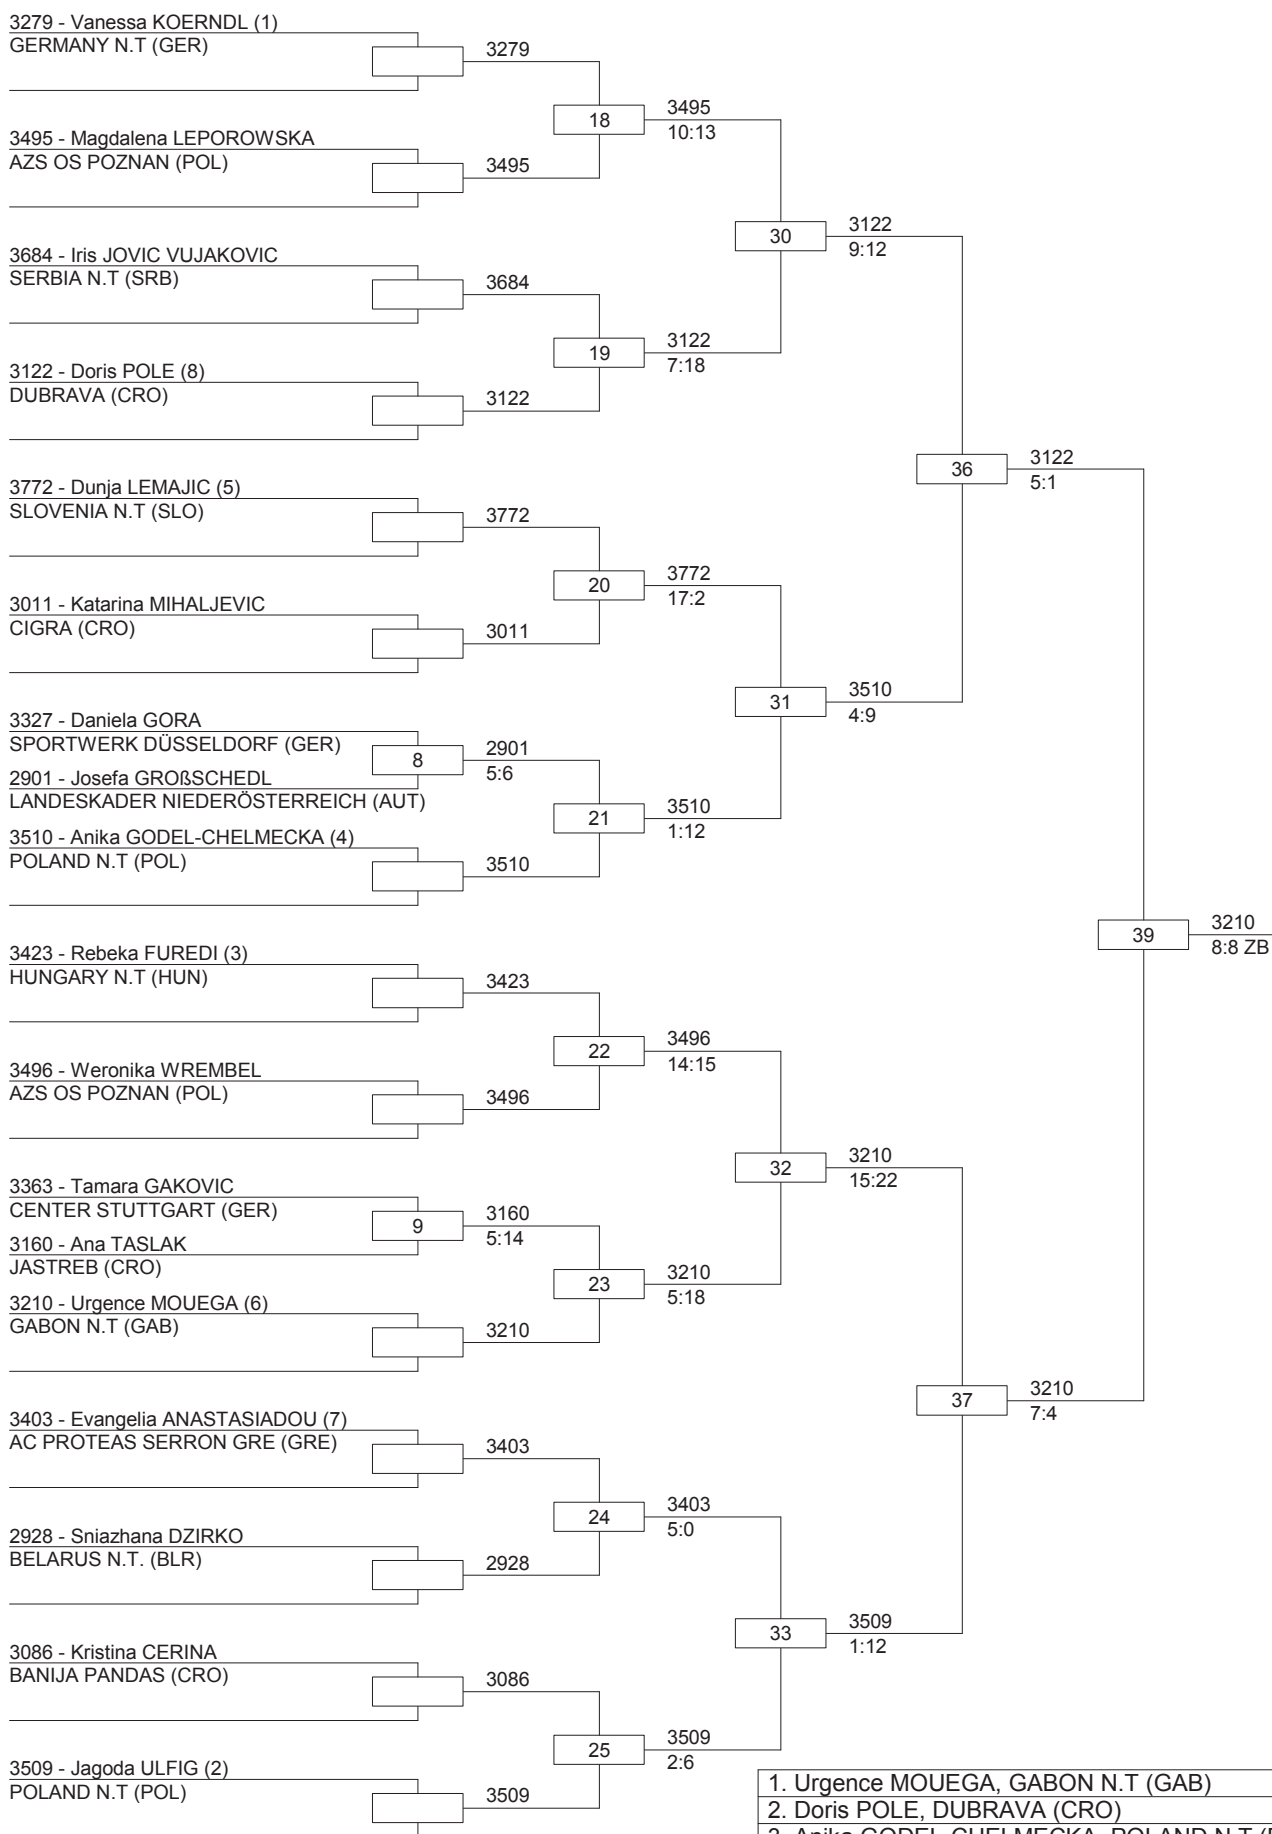 3279 - Vanessa KOERNDL (1)
GERMANY N.T (GER)
3279
18
3495
10:13
3495 - Magdalena LEPOROWSKA
AZS OS POZNAN (POL)
3495
30
3122
9:12
3684 - Iris JOVIC VUJAKOVIC
SERBIA N.T (SRB)
3684
19
3122
7:18
3122 - Doris POLE (8)
DUBRAVA (CRO)
3122
36
3122
5:1
3772 - Dunja LEMAJIC (5)
SLOVENIA N.T (SLO)
3772
20
3772
17:2
3011 - Katarina MIHALJEVIC
CIGRA (CRO)
3011
31
3510
4:9
3327 - Daniela GORA
SPORTWERK DÜSSELDORF (GER)
8
2901
5:6
2901 - Josefa GROßSCHEDL
LANDESKADER NIEDERÖSTERREICH (AUT)
21
3510
1:12
3510 - Anika GODEL-CHELMECKA (4)
POLAND N.T (POL)
3510
39
3210
8:8 ZB
3423 - Rebeka FUREDI (3)
HUNGARY N.T (HUN)
3423
22
3496
14:15
3496 - Weronika WREMBEL
AZS OS POZNAN (POL)
3496
32
3210
15:22
3363 - Tamara GAKOVIC
CENTER STUTTGART (GER)
9
3160
5:14
3160 - Ana TASLAK
JASTREB (CRO)
23
3210
5:18
3210 - Urgence MOUEGA (6)
GABON N.T (GAB)
3210
37
3210
7:4
3403 - Evangelia ANASTASIADOU (7)
AC PROTEAS SERRON GRE (GRE)
3403
24
3403
5:0
2928 - Sniazhana DZIRKO
BELARUS N.T. (BLR)
2928
33
3509
1:12
3086 - Kristina CERINA
BANIJA PANDAS (CRO)
3086
25
3509
2:6
3509 - Jagoda ULFIG (2)
POLAND N.T (POL)
3509
1. Urgence MOUEGA, GABON N.T (GAB)
2. Doris POLE, DUBRAVA (CRO)
3. Anika GODEL-CHELMECKA, POLAND N.T